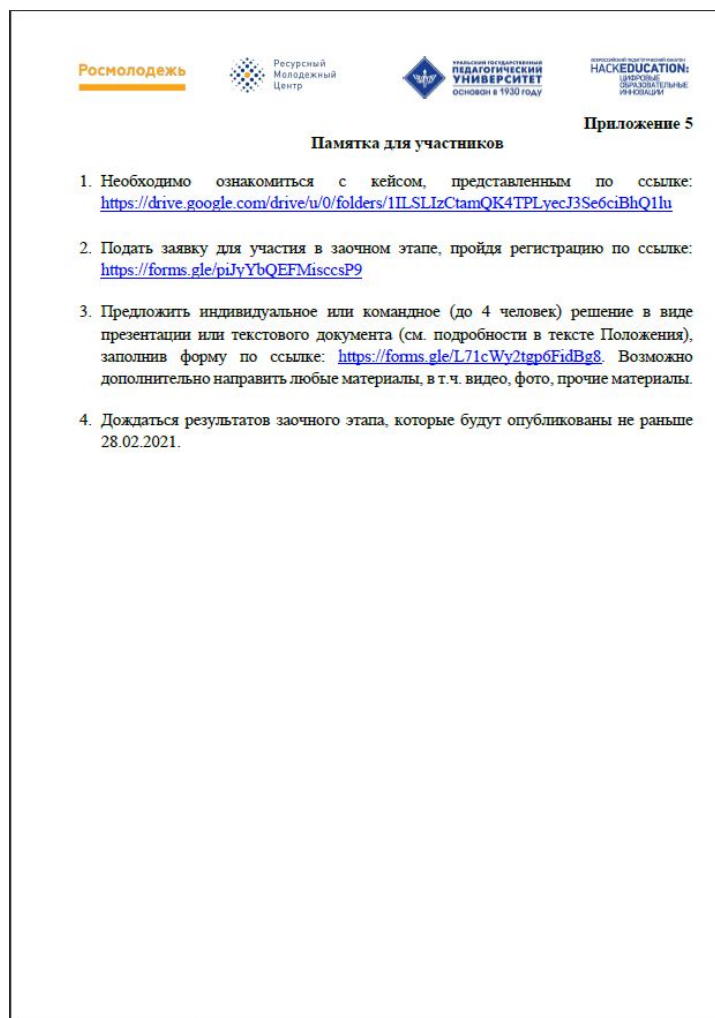 Росмолодежь
Ресурсный
Молодежный
Центр
УРАЛЬСКИЙ ГОСУДАРСТВЕННЫЙ
ПЕДАГОГИЧЕСКИЙ
УНИВЕРСИТЕТ
ОСНОВАН В 1930 ГОДУ
ВСЕРОССИЙСКИЙ ПЕДАГОГИЧЕСКИЙ ХАКАТОН
HACKEDUCATION:
ЦИФРОВЫЕ
ОБРАЗОВАТЕЛЬНЫЕ
ИННОВАЦИИ
Приложение 5
Памятка для участников
1. Необходимо ознакомиться с кейсом, представленным по ссылке:
https://drive.google.com/drive/u/0/folders/1ILSLIzCtamQK4TPLyecJ3Se6ciBhQ1lu
2. Подать заявку для участия в заочном этапе, пройдя регистрацию по ссылке:
https://forms.gle/piJyYbQEFMisccsP9
3. Предложить индивидуальное или командное (до 4 человек) решение в виде
презентации или текстового документа (см. подробности в тексте Положения),
заполнив форму по ссылке: https://forms.gle/L71cWy2tgp6FidBg8. Возможно
дополнительно направить любые материалы, в т.ч. видео, фото, прочие материалы.
4. Дождаться результатов заочного этапа, которые будут опубликованы не раньше
28.02.2021.